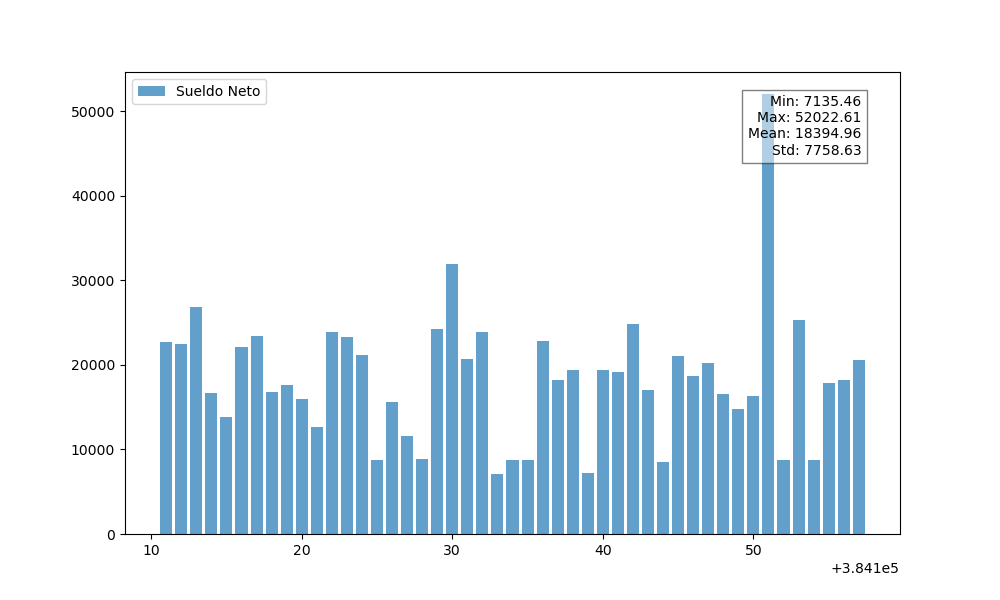 Sueldo Neto
Min: 7135.46
Max: 52022.61
Mean: 18394.96
Std: 7758.63
50000
40000
30000
20000
10000
0
10 20 30 40 50
+3.841e5